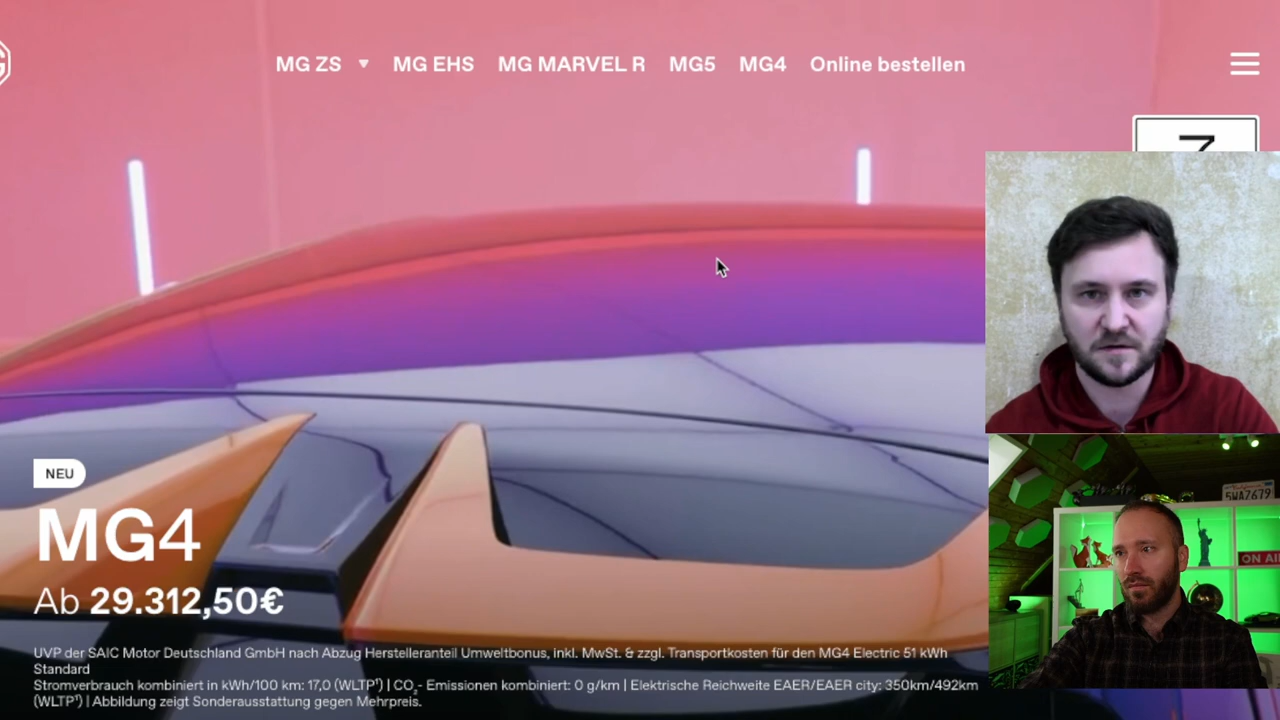 MG ZS MG EHS MG MARVEL R MG5 MG4 Online bestellen
NEU
MG4
Ab 29.312,50€
UVP der SAIC Motor Deutschland GmbH nach Abzug Herstelleranteil Umweltbonus, inkl. MwSt. & zzgl. Transportkosten für den MG4 Electric 51 kWh
Standard
Stromverbrauch kombiniert in kWh/100 km: 17,0 (WLTP¹) | CO₂- Emissionen kombiniert: 0 g/km | Elektrische Reichweite EAER/EAER city: 350km/492km
(WLTP¹) | Abbildung zeigt Sonderausstattung gegen Mehrpreis.
5WAZ679
ON AI